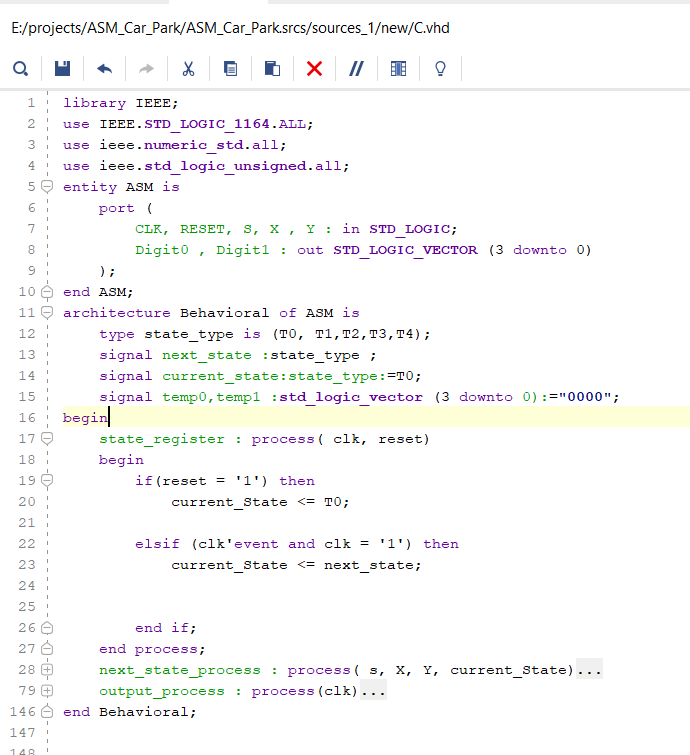 E:/projects/ASM_Car_Park/ASM_Car_Park.srcs/sources_1/new/C.vhd
1 library IEEE;
2 use IEEE.STD_LOGIC_1164.ALL;
3 use ieee.numeric_std.all;
4 use ieee.std_logic_unsigned.all;
5 entity ASM is
6 port (
7 CLK, RESET, S, X , Y : in STD_LOGIC;
8 Digit0 , Digit1 : out STD_LOGIC_VECTOR (3 downto 0)
9 );
10 end ASM;
11 architecture Behavioral of ASM is
12 type state_type is (T0, T1,T2,T3,T4);
13 signal next_state :state_type ;
14 signal current_state:state_type:=T0;
15 signal temp0,temp1 :std_logic_vector (3 downto 0):="0000";
16 begin
17 state_register : process( clk, reset)
18 begin
19 if(reset = '1') then
20 current_State <= T0;
21
22 elsif (clk'event and clk = '1') then
23 current_State <= next_state;
24
25
26 end if;
27 end process;
28 next_state_process : process( s, X, Y, current_State)...
79 output_process : process(clk)...
146 end Behavioral;
147
148